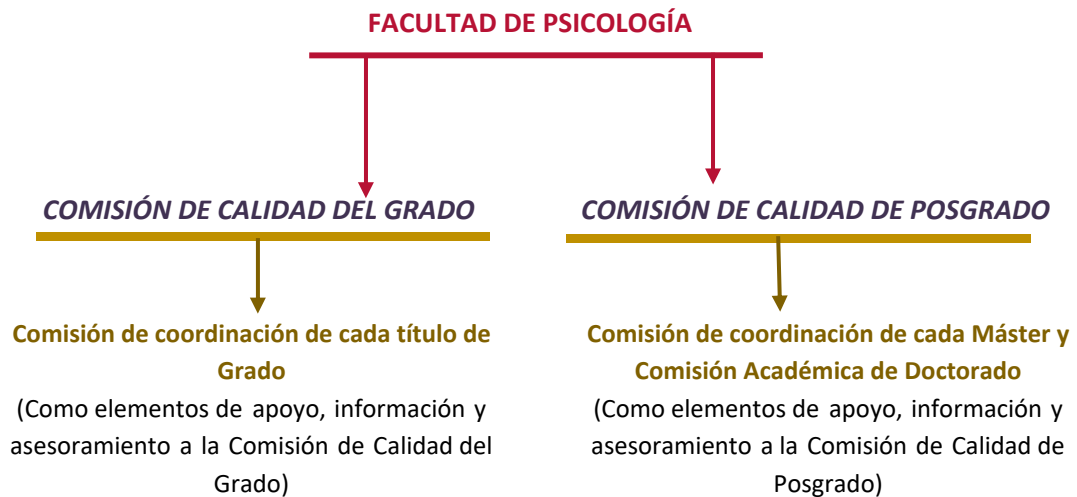 FACULTAD DE PSICOLOGÍA
COMISIÓN DE CALIDAD DEL GRADO
Comisión de coordinación de cada título de
Grado
(Como elementos de apoyo, información y
asesoramiento a la Comisión de Calidad del
Grado)
COMISIÓN DE CALIDAD DE POSGRADO
Comisión de coordinación de cada Máster y
Comisión Académica de Doctorado
(Como elementos de apoyo, información y
asesoramiento a la Comisión de Calidad de
Posgrado)